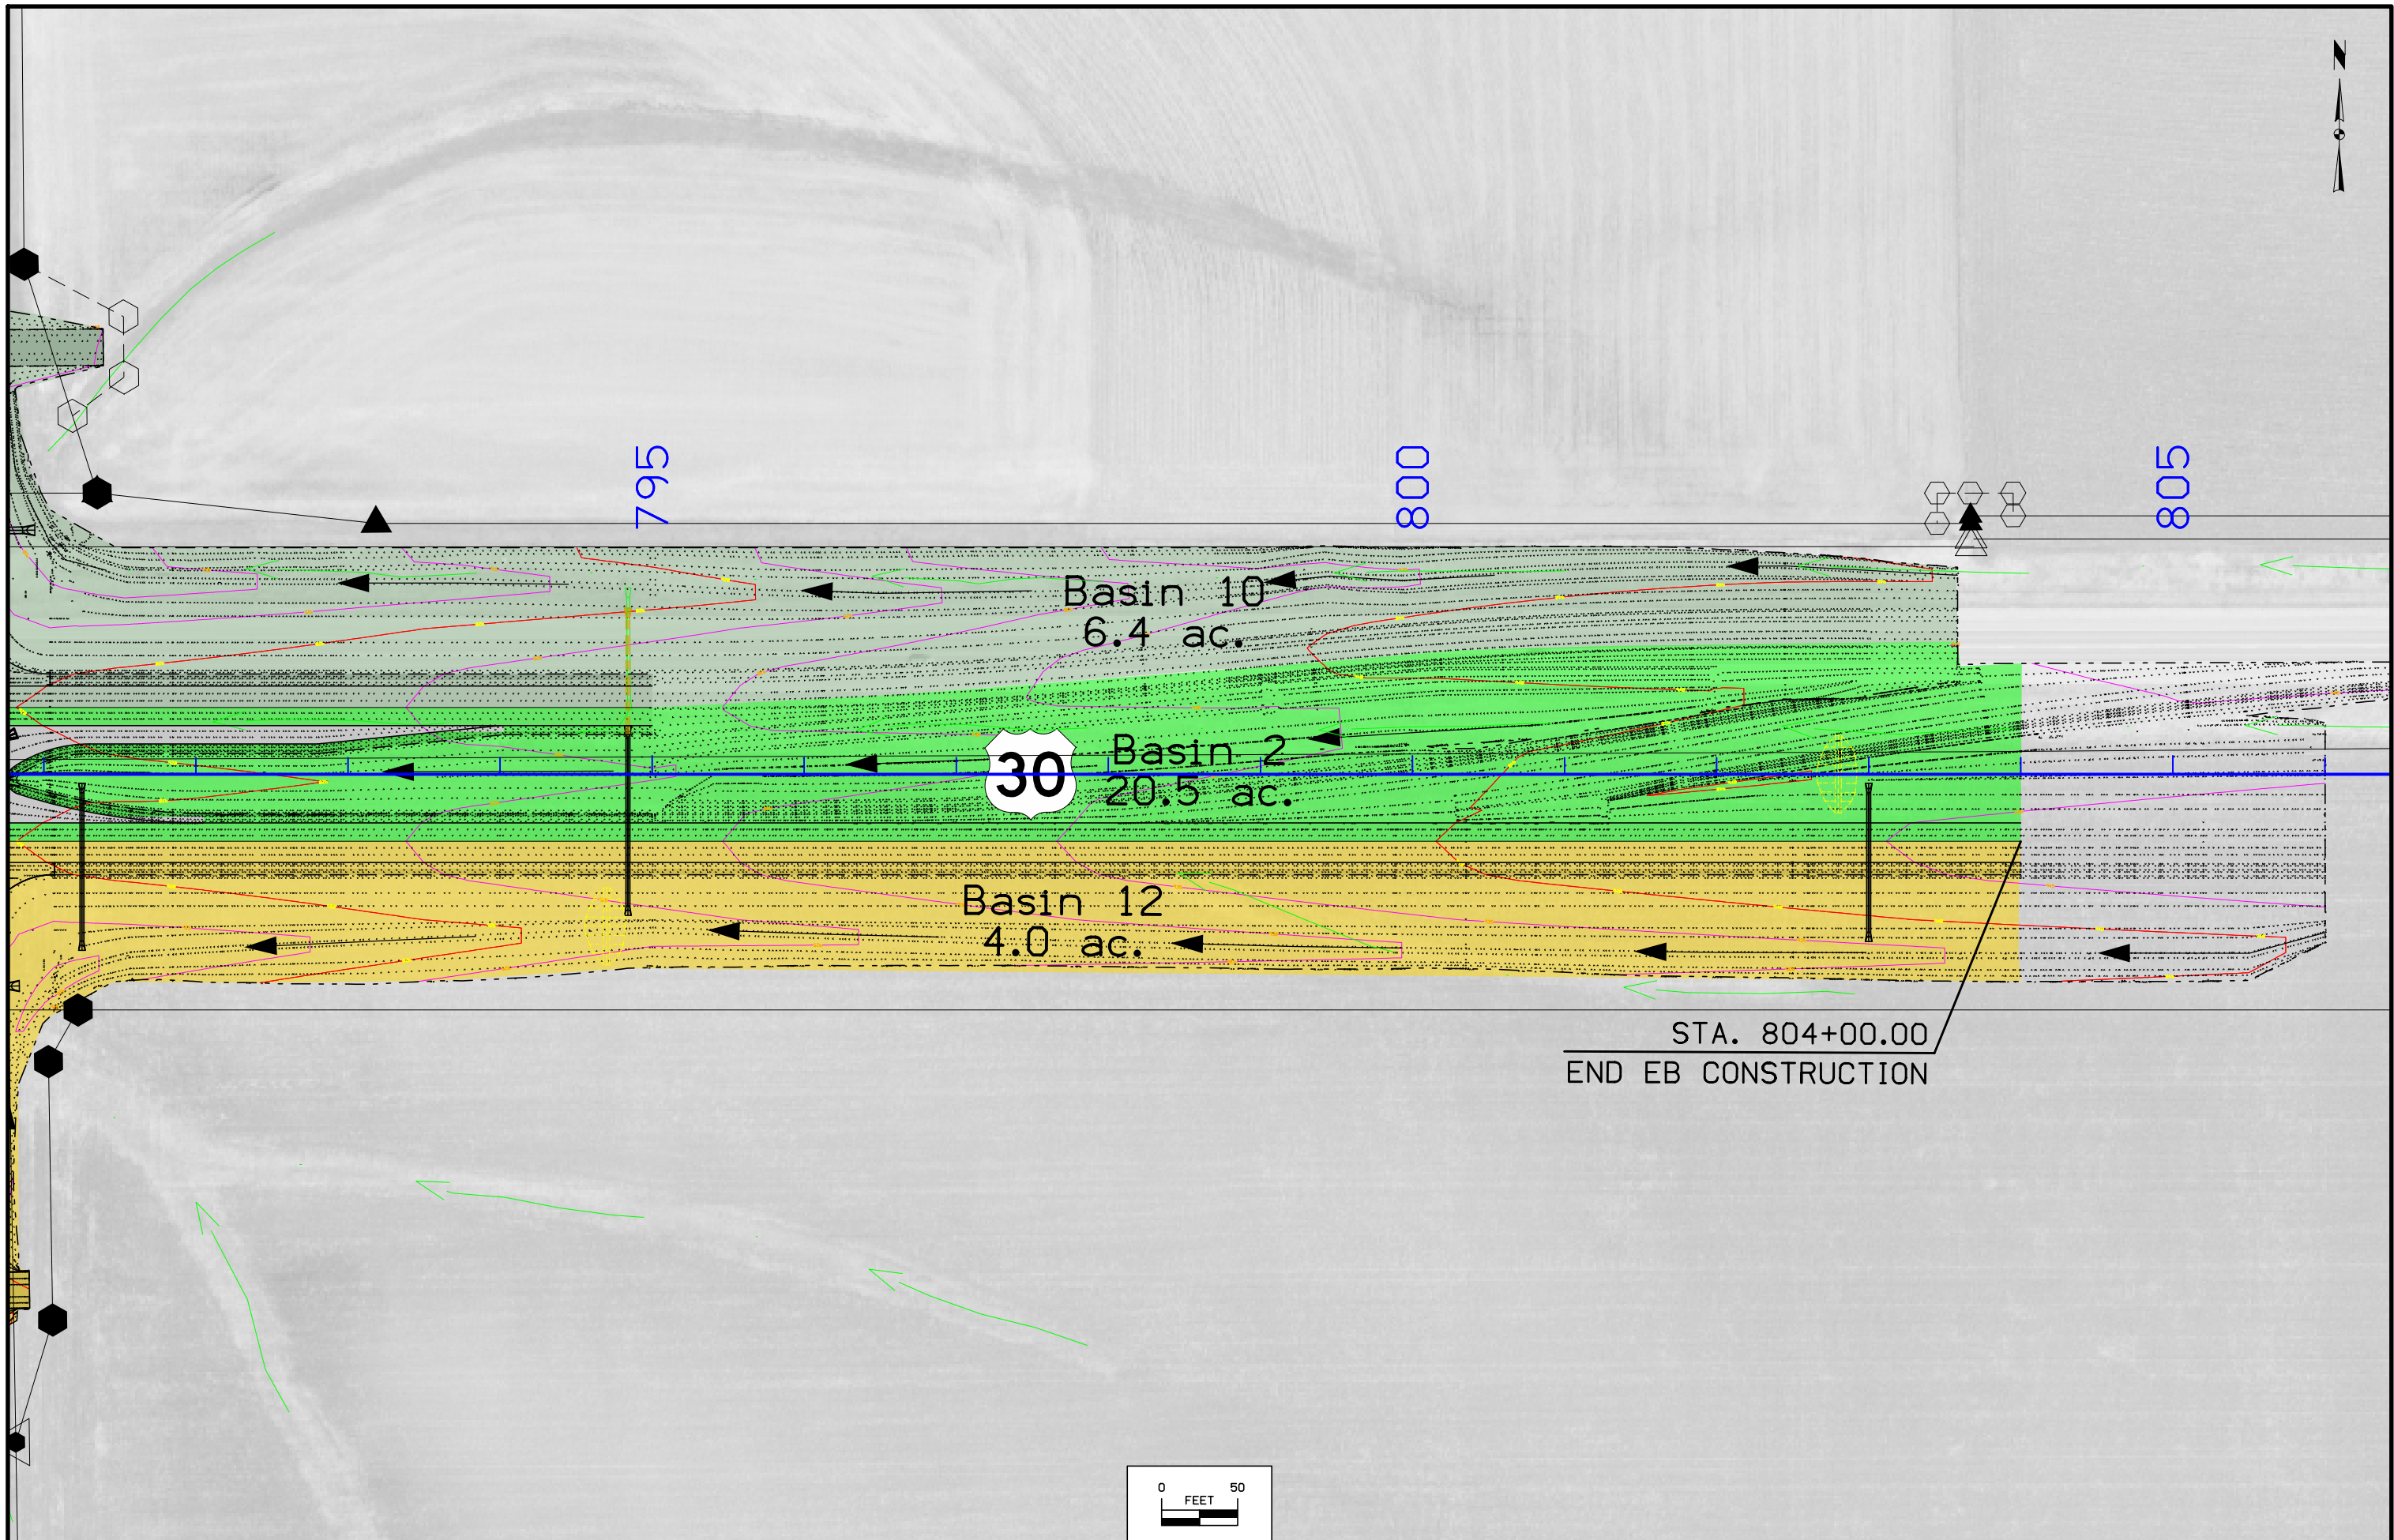 N
795
800
805
Basin 10
6.4 ac.
30
Basin 2
20.5 ac.
Basin 12
4.0 ac.
STA. 804+00.00
END EB CONSTRUCTION
0 50
FEET